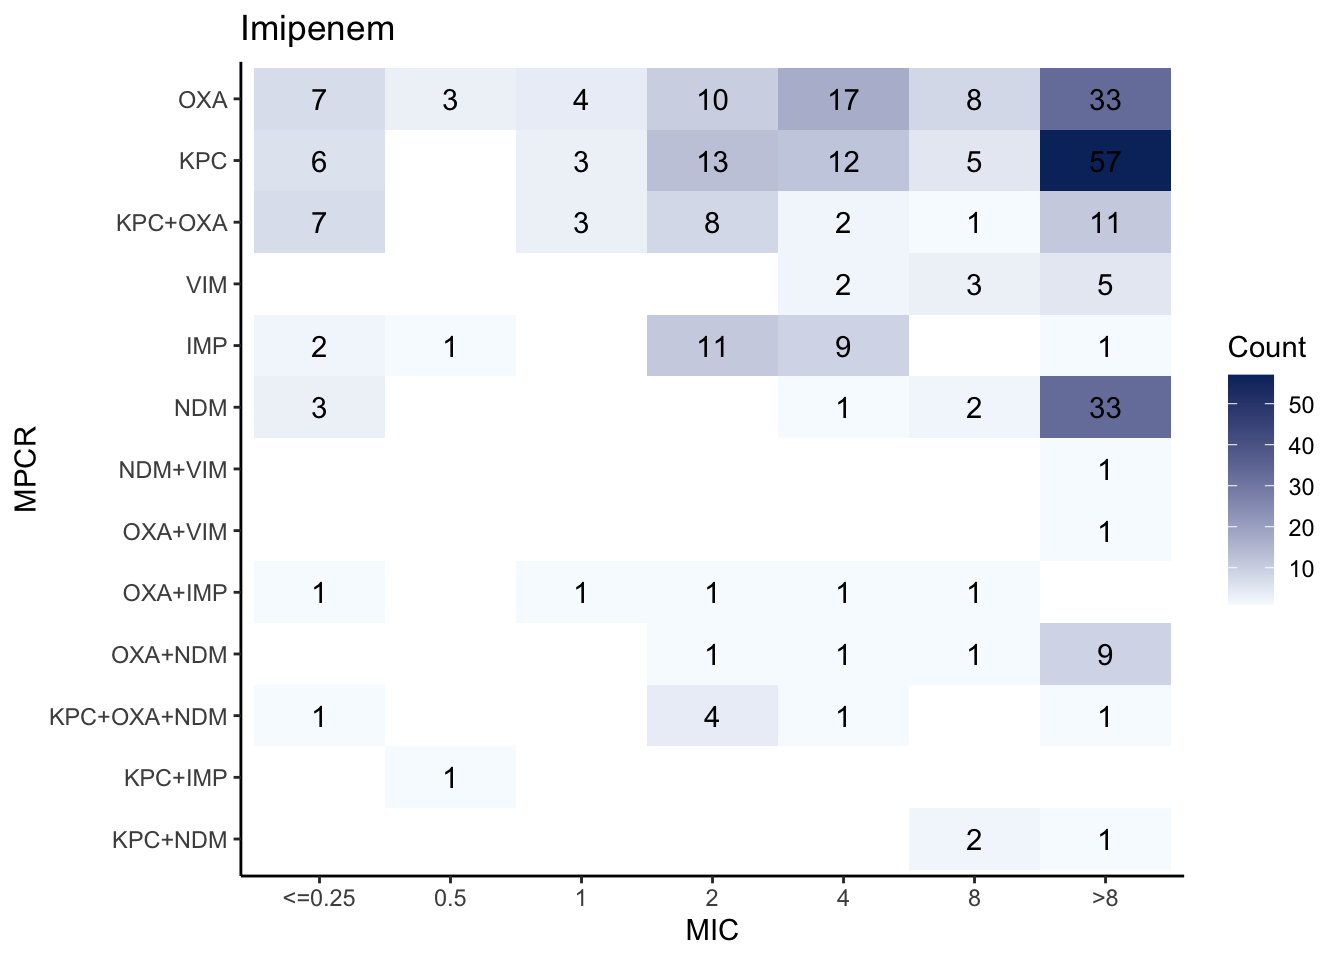 Imipenem
OXA 7 3 4 10 17 8 33
KPC 6 3 13 12 5 57
KPC+OXA 7 3 8 2 1 11
VIM 2 3 5
IMP 2 1 11 9 1
NDM 3 1 2 33
NDM+VIM 1
OXA+VIM 1
OXA+IMP 1 1 1 1 1
OXA+NDM 1 1 1 9
KPC+OXA+NDM 1 4 1 1
KPC+IMP 1
KPC+NDM 2 1
<=0.25 0.5 1 2 4 8 >8
MIC
MPCR
Count
50
40
30
20
10